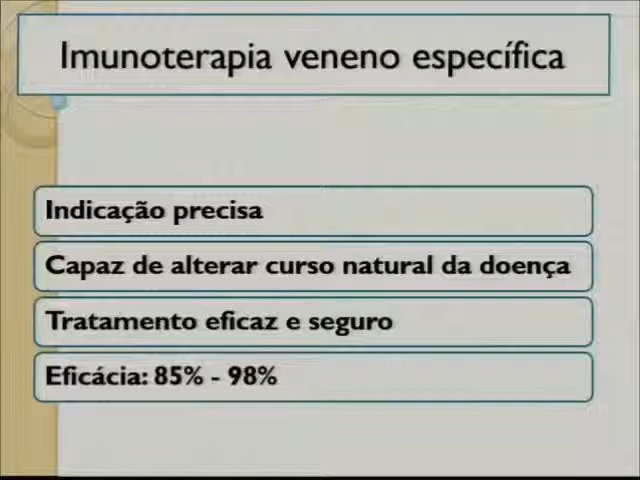 Imunoterapia veneno específica
Indicação precisa
Capaz de alterar curso natural da doença
Tratamento eficaz e seguro
Eficácia: 85% - 98%